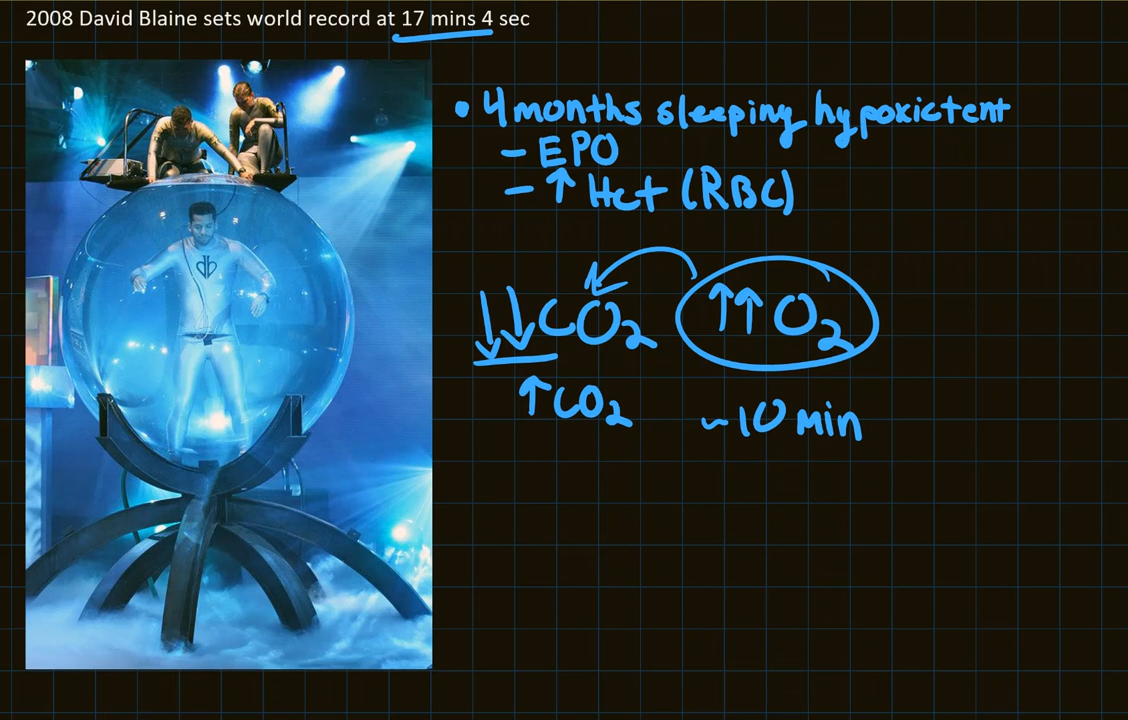 2008 David Blaine sets world record at 17 mins 4 sec
• 4 months sleeping hypoxic tent
– EPO
– ↑ Hct (RBC)
↓↓CO₂ ↑↑O₂
↑CO₂ ~10 min
db